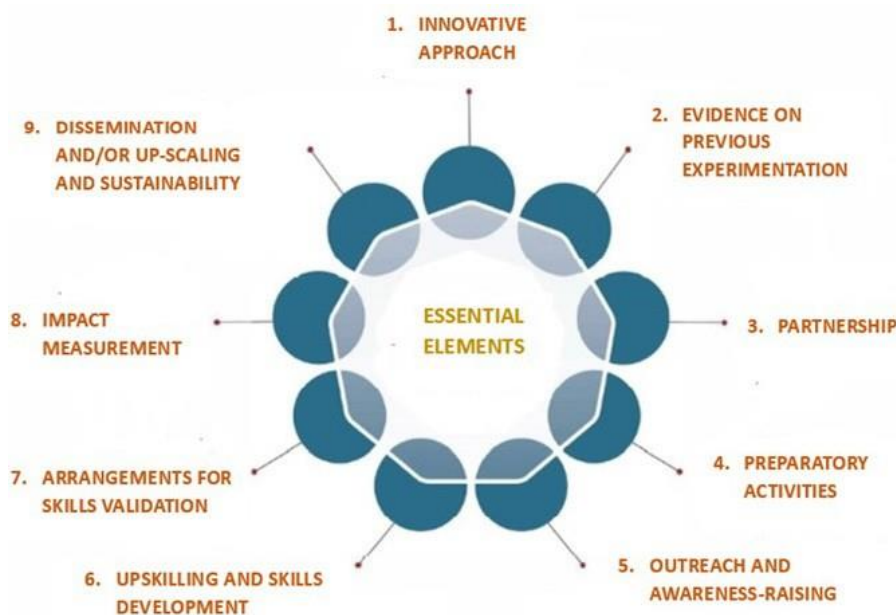 1. INNOVATIVE
APPROACH
2. EVIDENCE ON
PREVIOUS
EXPERIMENTATION
3. PARTNERSHIP
4. PREPARATORY
ACTIVITIES
5. OUTREACH AND
AWARENESS-RAISING
6. UPSKILLING AND SKILLS
DEVELOPMENT
7. ARRANGEMENTS FOR
SKILLS VALIDATION
8. IMPACT
MEASUREMENT
9. DISSEMINATION
AND/OR UP-SCALING
AND SUSTAINABILITY
ESSENTIAL
ELEMENTS